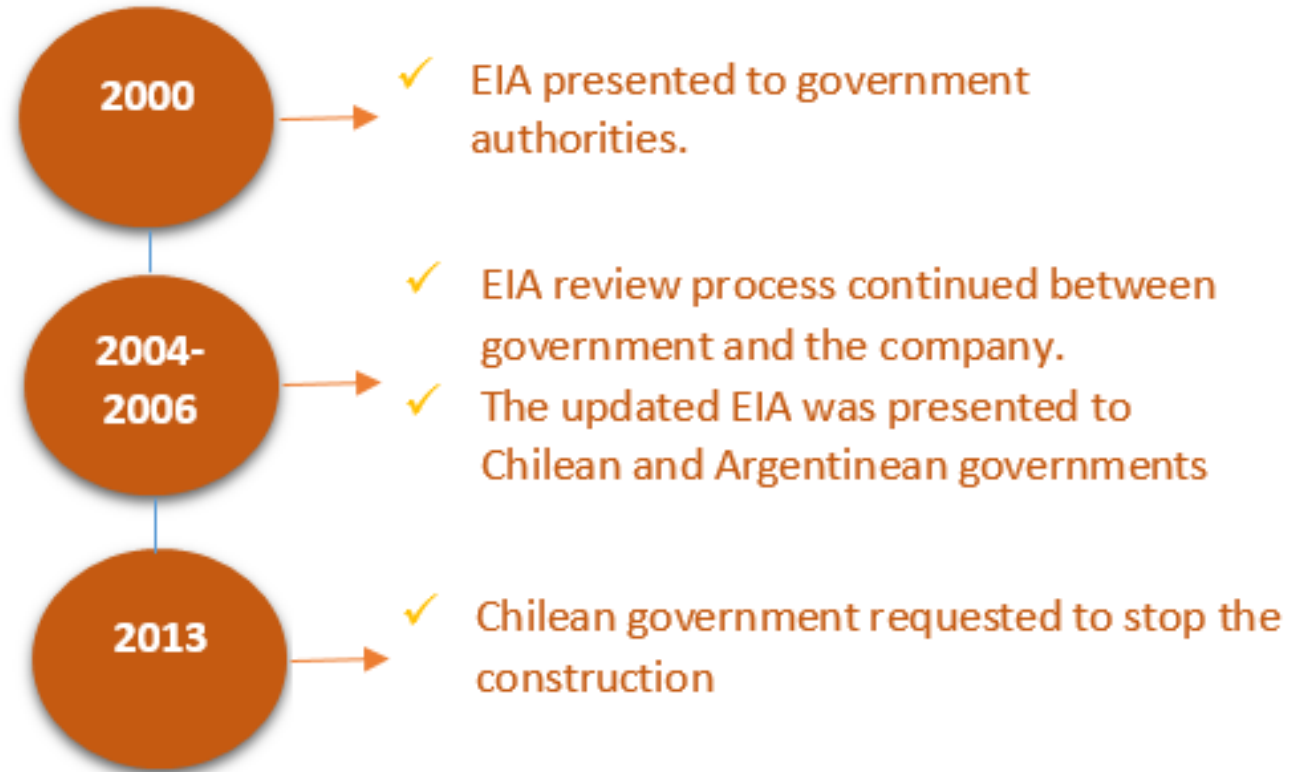 2000
EIA presented to government
authorities.
2004-
2006
EIA review process continued between
government and the company.
The updated EIA was presented to
Chilean and Argentinean governments
2013
Chilean government requested to stop the
construction